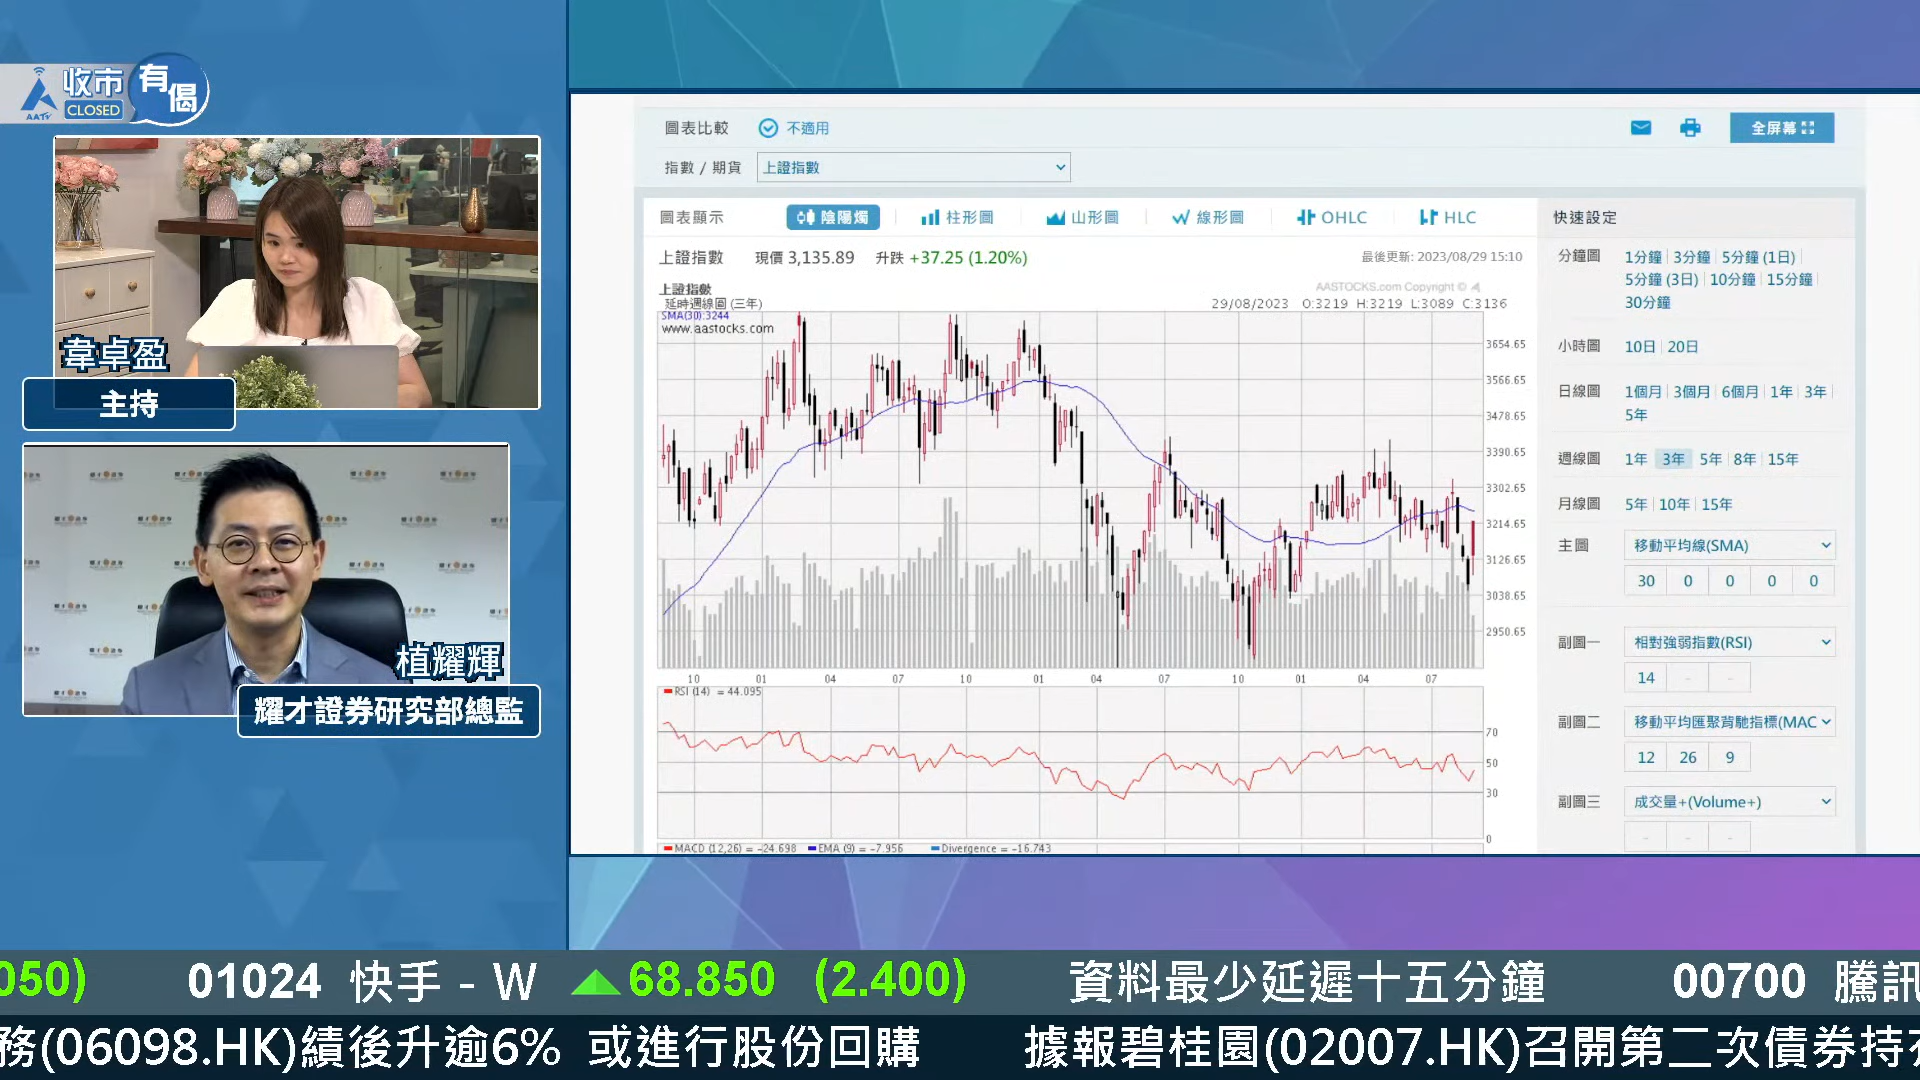 收市
CLOSED
有偈
AATV
韋卓盈
主持
植耀輝
耀才證券研究部總監
圖表比較
不適用
全屏幕
指數 / 期貨
上證指數
圖表顯示
陰陽燭
柱形圖
山形圖
線形圖
OHLC
HLC
上證指數 現價 3,135.89 升跌 +37.25 (1.20%)
最後更新: 2023/08/29 15:10
上證指數
延時週線圖 (三年)
AASTOCKS.com Copyright ©
29/08/2023 O:3219 H:3219 L:3089 C:3136
SMA(30):3244
www.aastocks.com
3654.65
3566.65
3478.65
3390.65
3302.65
3214.65
3126.65
3038.65
2950.65
10 01 04 07 10 01 04 07 10 01 04 07
RSI (14) = 44.095
70
50
30
0
MACD (12,26) = -24.698 EMA (9) = -7.956 Divergence = -16.743
快速設定
分鐘圖
1分鐘 | 3分鐘 | 5分鐘 (1日) |
5分鐘 (3日) | 10分鐘 | 15分鐘 |
30分鐘
小時圖
10日 | 20日
日線圖
1個月 | 3個月 | 6個月 | 1年 | 3年 |
5年
週線圖
1年 3年 5年 | 8年 | 15年
月線圖
5年 | 10年 | 15年
主圖
移動平均線(SMA)
30 0 0 0 0
副圖一
相對強弱指數(RSI)
14 - -
副圖二
移動平均匯聚背馳指標(MAC
12 26 9
副圖三
成交量+(Volume+)
- - -
050) 01024 快手 - W 68.850 (2.400) 資料最少延遲十五分鐘 00700 騰訊
務(06098.HK)績後升逾6% 或進行股份回購 據報碧桂園(02007.HK)召開第二次債券持